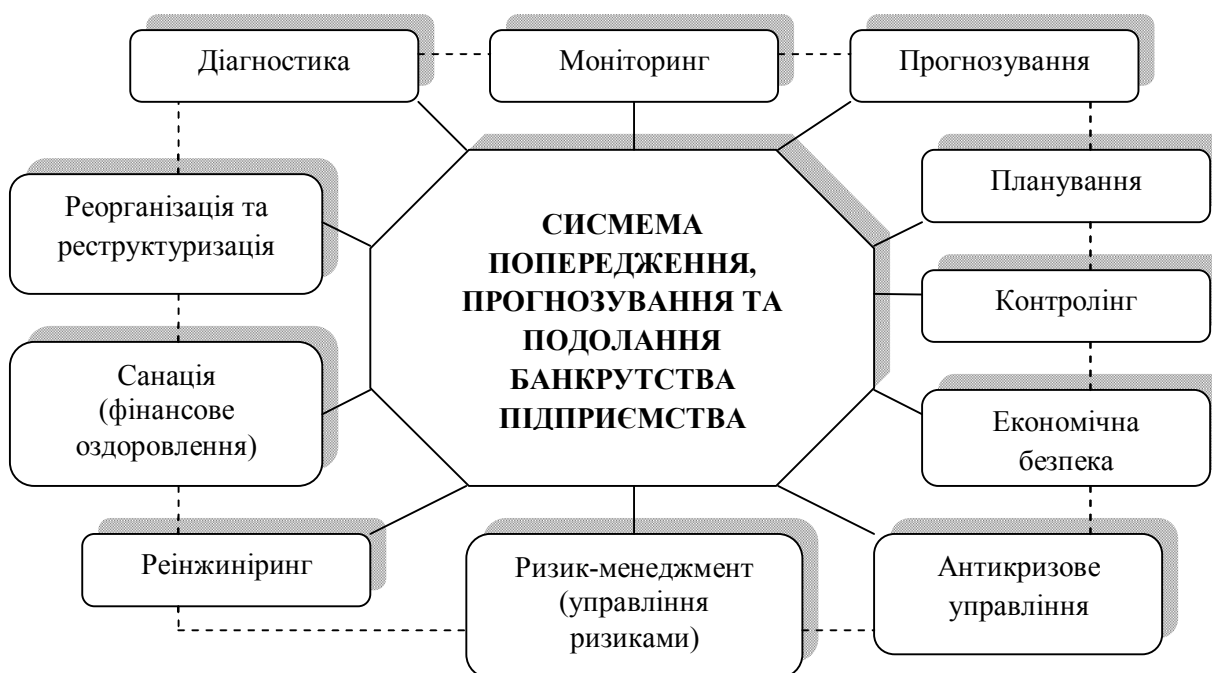 Діагностика
Моніторинг
Прогнозування
Реорганізація та
реструктуризація
Планування
СИСМЕМА
ПОПЕРЕДЖЕННЯ,
ПРОГНОЗУВАННЯ ТА
ПОДОЛАННЯ
БАНКРУТСТВА
ПІДПРИЄМСТВА
Контролінг
Санація
(фінансове
оздоровлення)
Економічна
безпека
Реінжиніринг
Ризик-менеджмент
(управління
ризиками)
Антикризове
управління